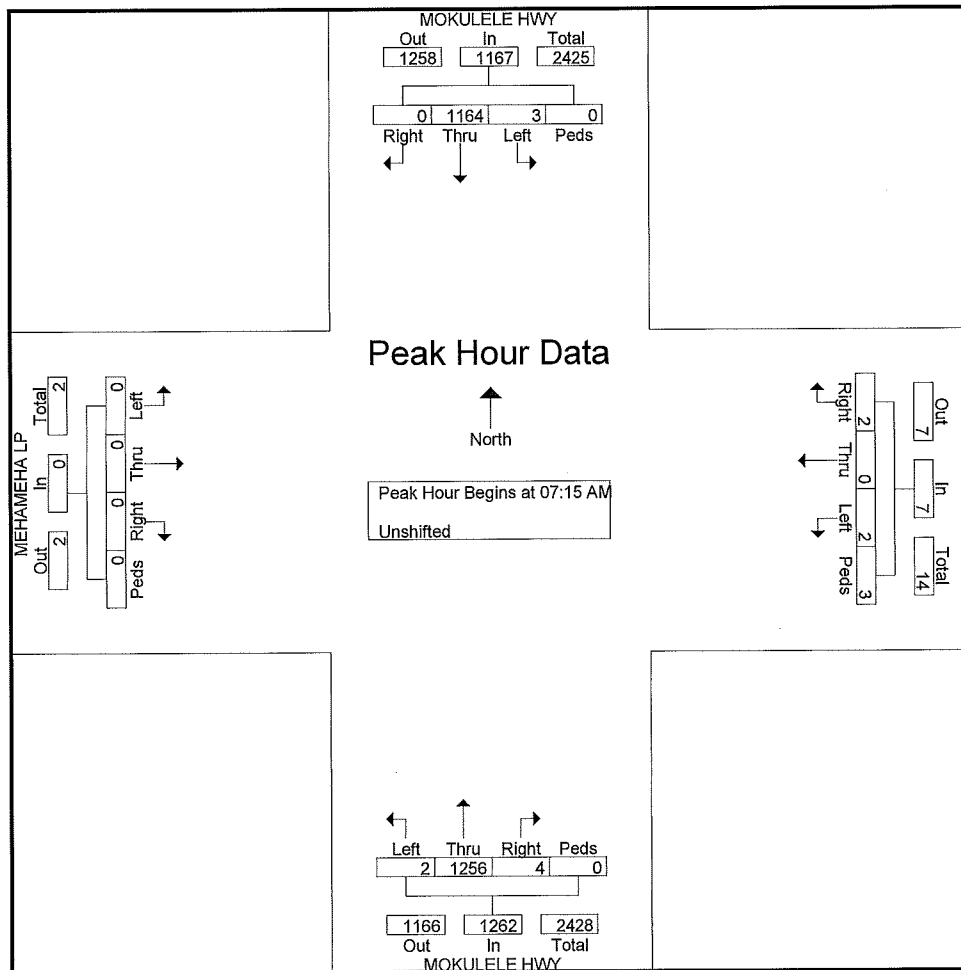 MOKULELE HWY
Out In Total
1258 1167 2425
0 1164 3 0
Right Thru Left Peds
Peak Hour Data
North
Peak Hour Begins at 07:15 AM
Unshifted
MEHAMEHA LP
Out In Total
2 0 2
0 0 0 0
Left Thru Right Peds
Right Thru Left Peds
2 0 2 3
Out In Total
7 7 14
Left Thru Right Peds
2 1256 4 0
1166 1262 2428
Out In Total
MOKULELE HWY